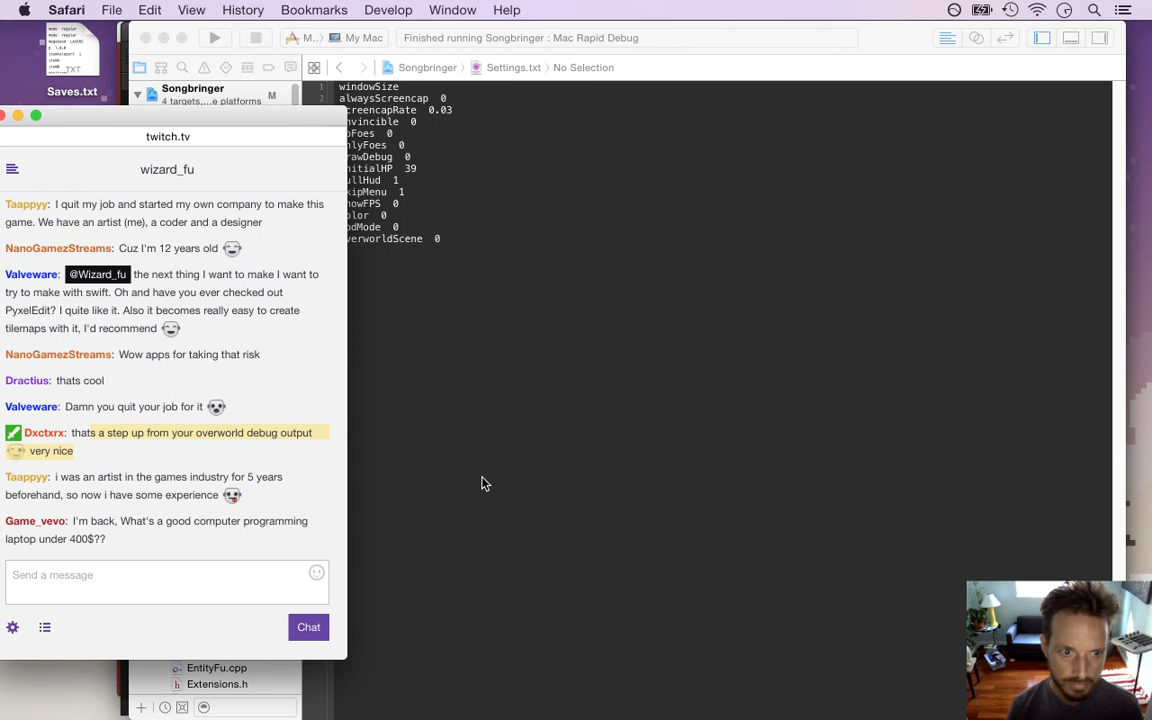 Safari File Edit View History Bookmarks Develop Window Help
TXT
Saves.txt
M.. My Mac
Finished running Songbringer : Mac Rapid Debug
Songbringer
4 targets,...e platforms
M
Songbringer Settings.txt No Selection
1 windowSize
2 alwaysScreencap 0
creencapRate 0.03
nvincible 0
oFoes 0
nlyFoes 0
rawDebug 0
nitialHP 39
ullHud 1
kipMenu 1
howFPS 0
olor 0
odMode 0
verworldScene 0
twitch.tv
wizard_fu
Taappyy: I quit my job and started my own company to make this
game. We have an artist (me), a coder and a designer
NanoGamezStreams: Cuz I'm 12 years old
Valveware: @Wizard_fu the next thing I want to make I want to
try to make with swift. Oh and have you ever checked out
PyxelEdit? I quite like it. Also it becomes really easy to create
tilemaps with it, I'd recommend
NanoGamezStreams: Wow apps for taking that risk
Dractius: thats cool
Valveware: Damn you quit your job for it
Dxctxrx: thats a step up from your overworld debug output
very nice
Taappyy: i was an artist in the games industry for 5 years
beforehand, so now i have some experience
Game_vevo: I'm back, What's a good computer programming
laptop under 400$??
Send a message
Chat
EntityFu.cpp
Extensions.h